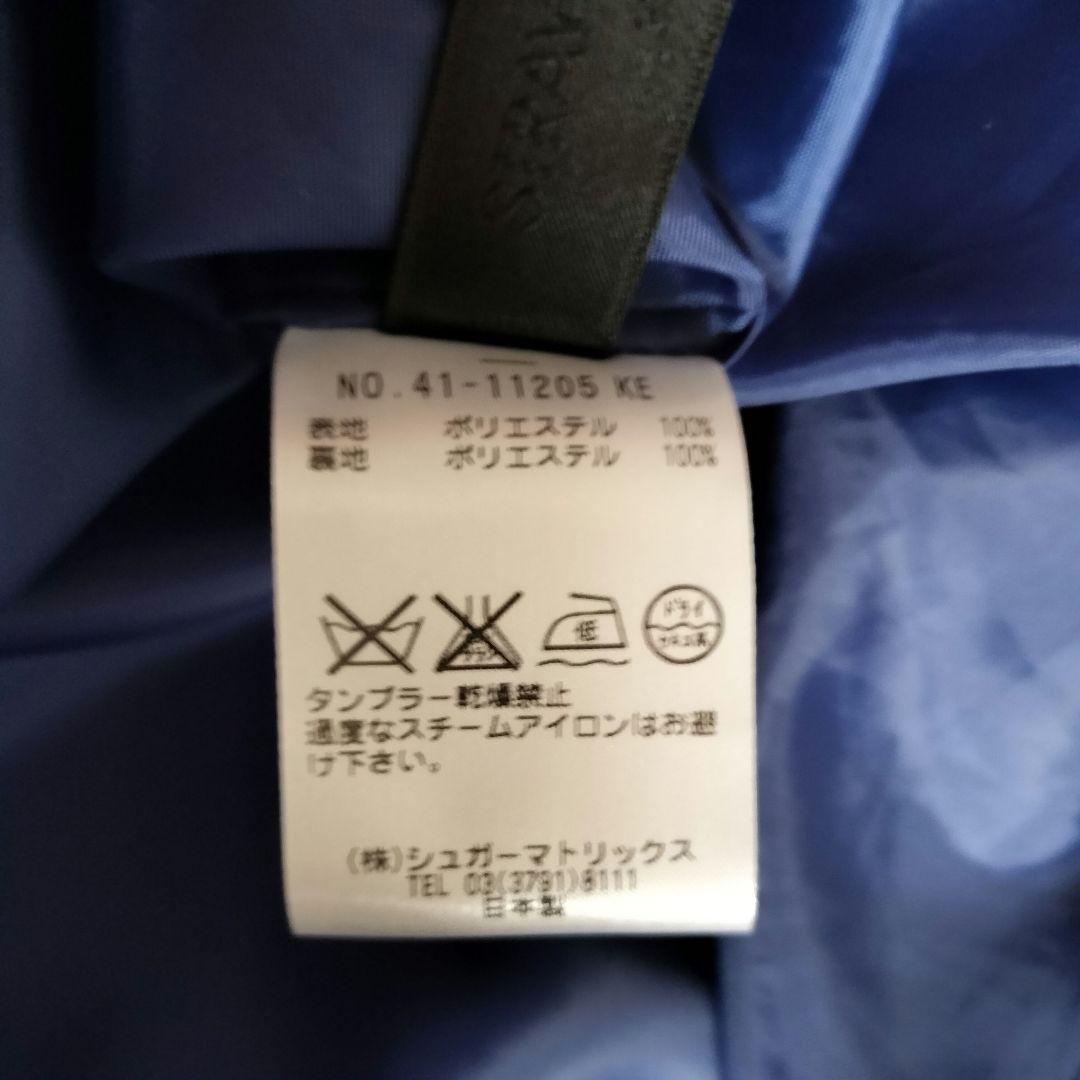 NO.41-11205 KE
表地 ポリエステル 100%
裏地 ポリエステル 100%
低
ドライ
タンブラー乾燥禁止
過度なスチームアイロンはお避
け下さい。
(株)シュガーマトリックス
TEL 03(3791)8111
日本製